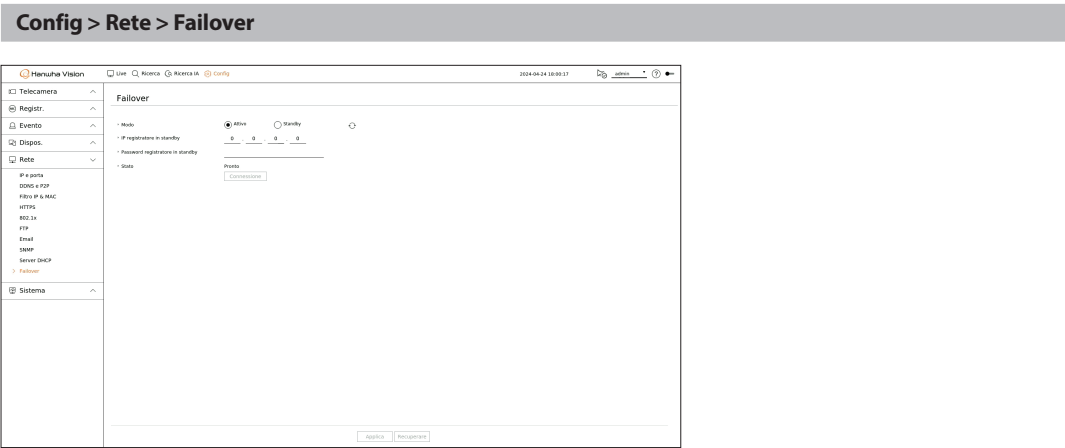 Config > Rete > Failover
Hanwha Vision
Live Ricerca Ricerca IA Config
2024-04-24 18:00:17
admin
Telecamera
Registr.
Evento
Dispos.
Rete
IP e porta
DDNS e P2P
Filtro IP & MAC
HTTPS
802.1x
FTP
Email
SNMP
Server DHCP
> Failover
Sistema
Failover
• Modo Attivo Standby
• IP registratore in standby 0 . 0 . 0 . 0
• Password registratore in standby
• Stato Pronto
Connessione
Applica Recuperare